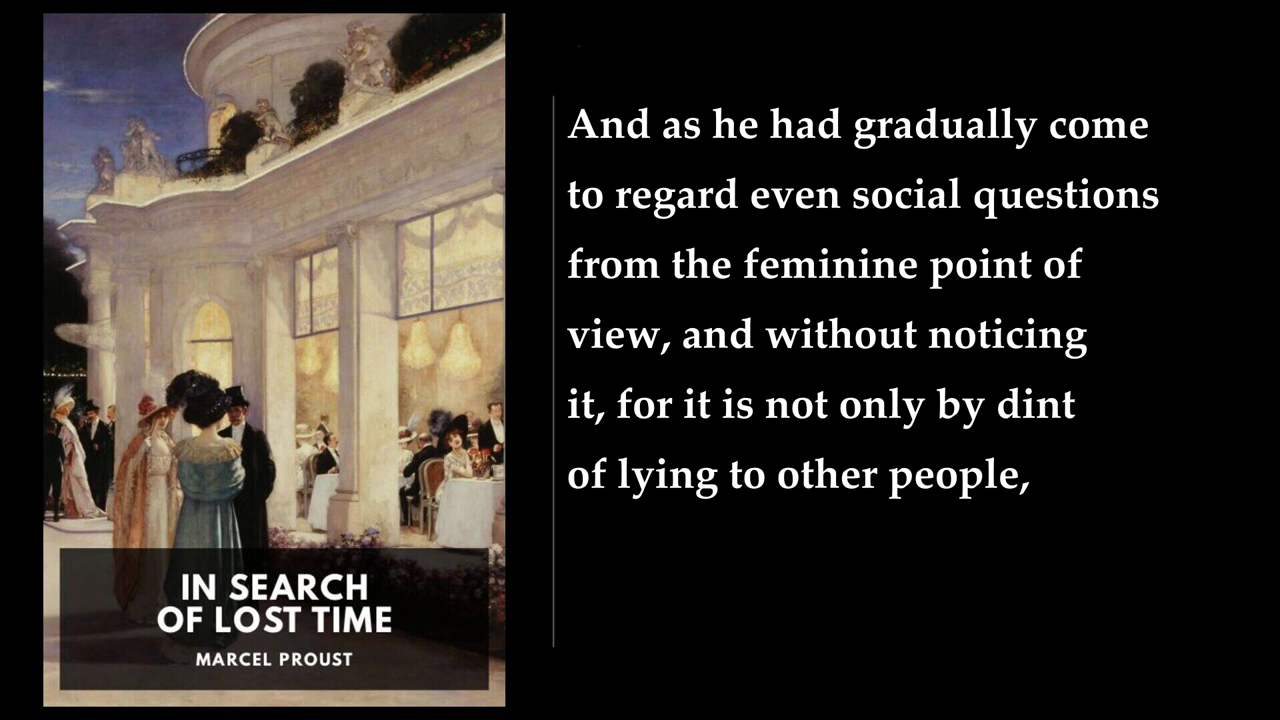 IN SEARCH
OF LOST TIME
MARCEL PROUST
And as he had gradually come
to regard even social questions
from the feminine point of
view, and without noticing
it, for it is not only by dint
of lying to other people,